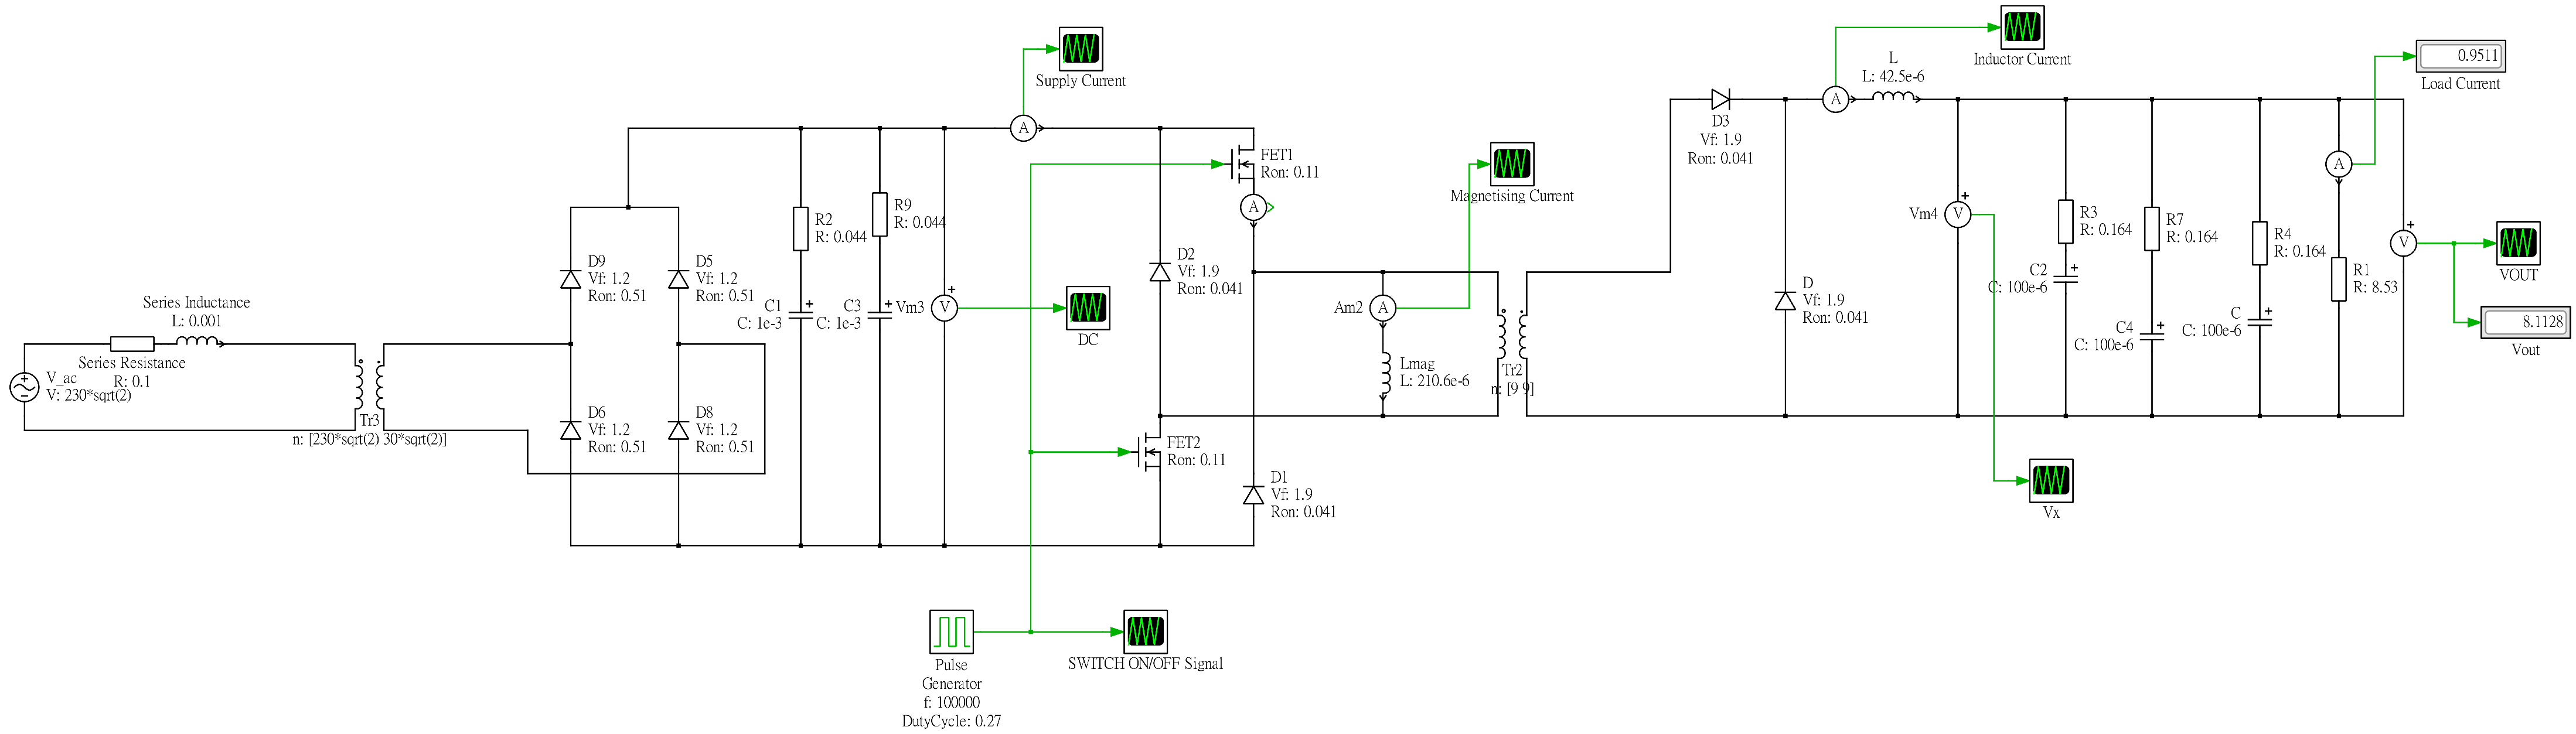 Supply Current
Inductor Current
L
L: 42.5e-6
0.9511
Load Current
A
A
D3
Vf: 1.9
Ron: 0.041
FET1
Ron: 0.11
A
Magnetising Current
A
R2
R: 0.044
R9
R: 0.044
Vm4
V
+
R3
R: 0.164
R7
R: 0.164
R4
R: 0.164
V
+
VOUT
D9
Vf: 1.2
Ron: 0.51
D5
Vf: 1.2
Ron: 0.51
D2
Vf: 1.9
Ron: 0.041
C2
C: 100e-6
+
R1
R: 8.53
Series Inductance
L: 0.001
C1
C: 1e-3
+
C3
C: 1e-3
+
Vm3
V
+
DC
Am2
A
D
Vf: 1.9
Ron: 0.041
C4
C: 100e-6
+
C
C: 100e-6
+
8.1128
Vout
Series Resistance
R: 0.1
V_ac
V: 230*sqrt(2)
Tr3
n: [230*sqrt(2) 30*sqrt(2)]
Lmag
L: 210.6e-6
Tr2
n: [9 9]
D6
Vf: 1.2
Ron: 0.51
D8
Vf: 1.2
Ron: 0.51
FET2
Ron: 0.11
D1
Vf: 1.9
Ron: 0.041
Vx
Pulse
Generator
f: 100000
DutyCycle: 0.27
SWITCH ON/OFF Signal